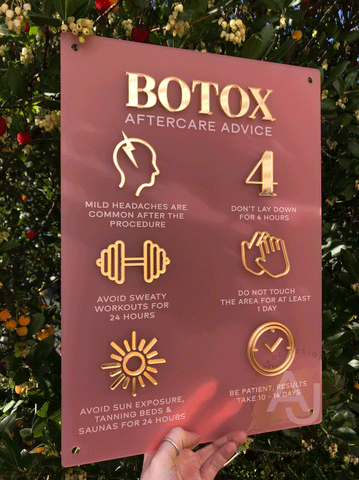 BOTOX
AFTERCARE ADVICE
MILD HEADACHES ARE
COMMON AFTER THE
PROCEDURE
4
DON'T LAY DOWN
FOR 4 HOURS
AVOID SWEATY
WORKOUTS FOR
24 HOURS
DO NOT TOUCH
THE AREA FOR AT LEAST
1 DAY
AVOID SUN EXPOSURE,
TANNING BEDS &
SAUNAS FOR 24 HOURS
BE PATIENT, RESULTS
TAKE 10 - 14 DAYS
AJ